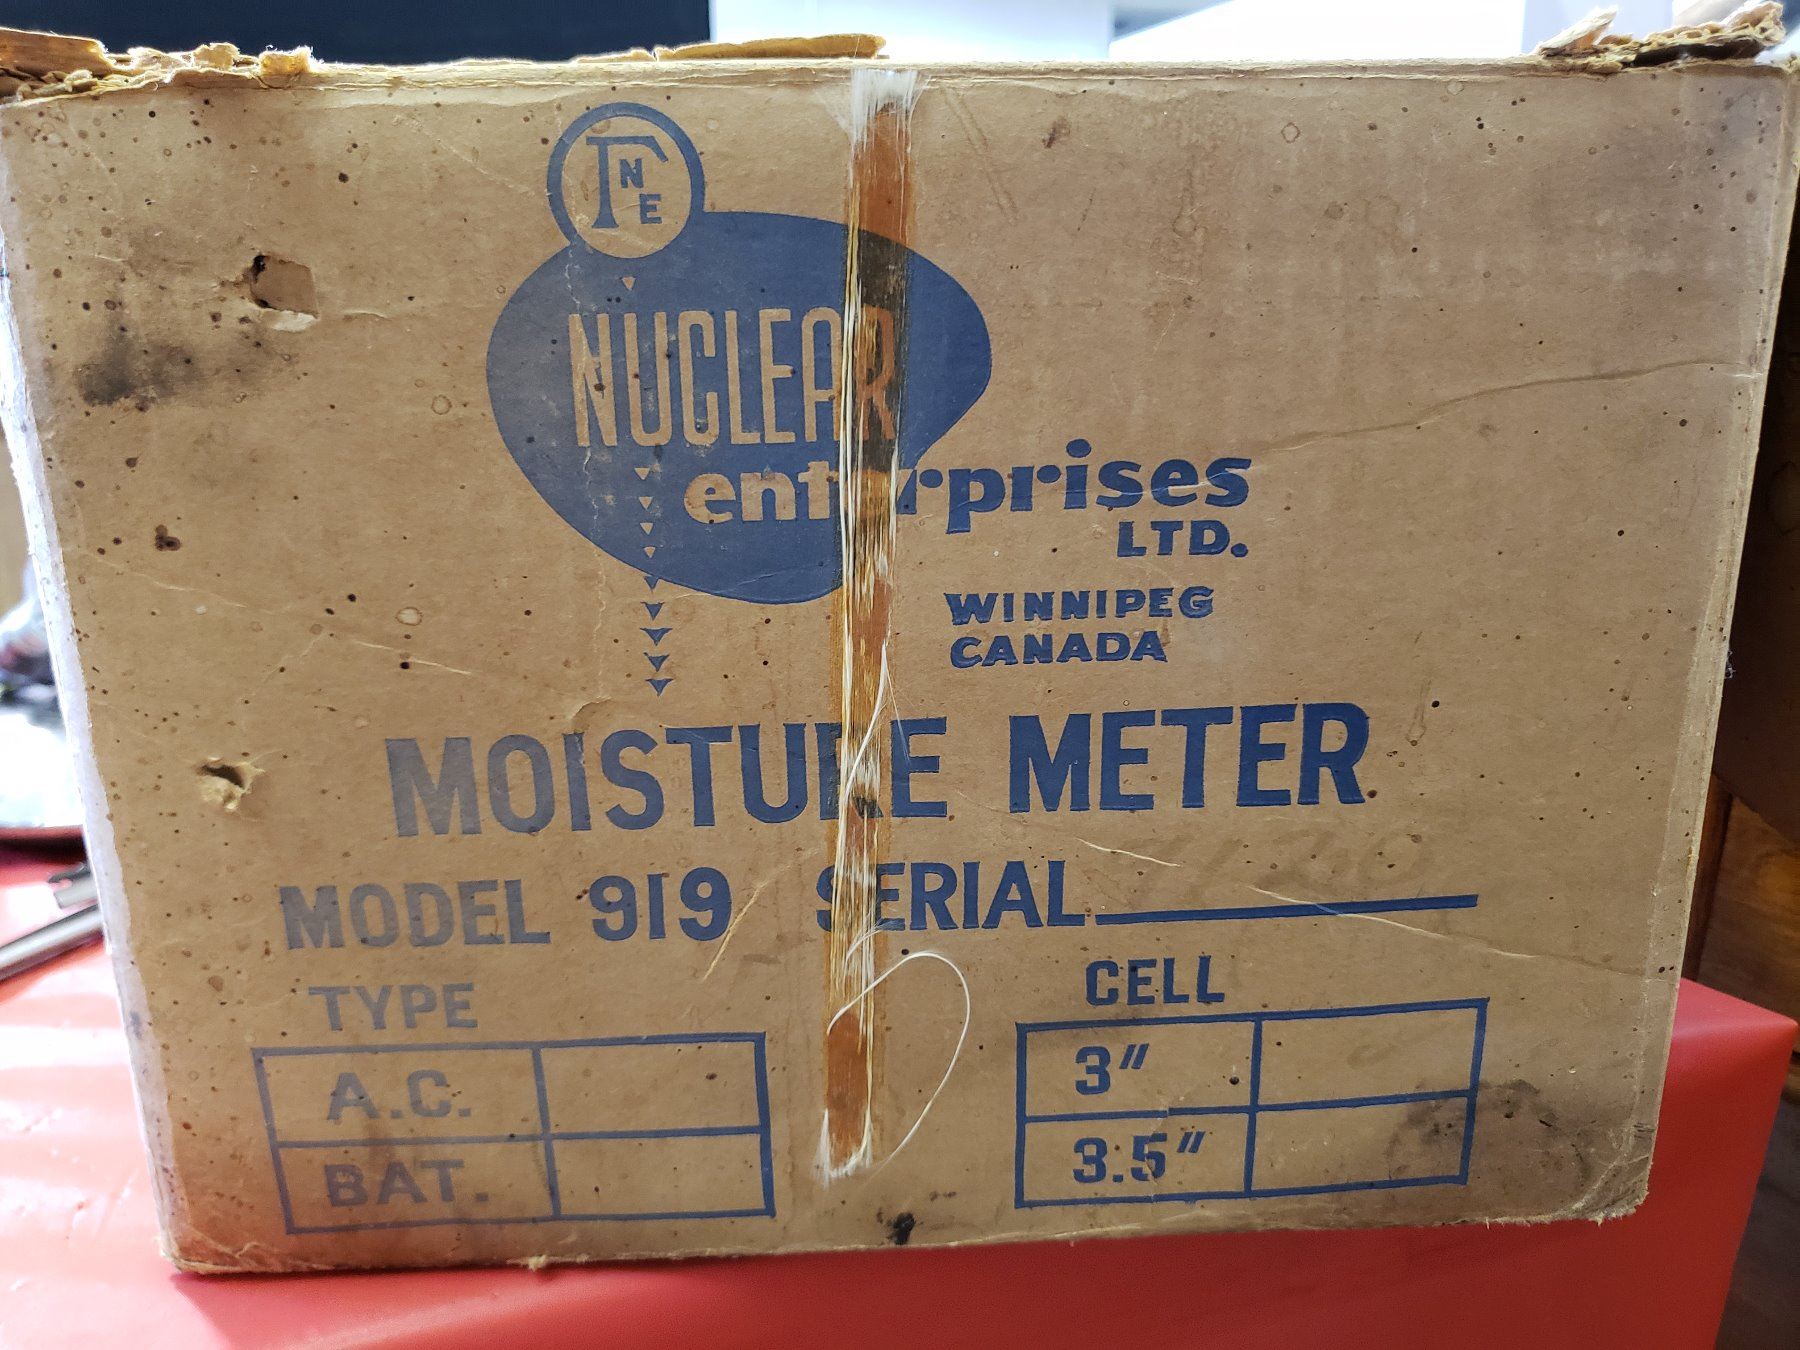 NE
NUCLEAR
enterprises
LTD.
WINNIPEG
CANADA
MOISTURE METER
MODEL 919 SERIAL
TYPE
A.C.
BAT.
CELL
3"
3.5"